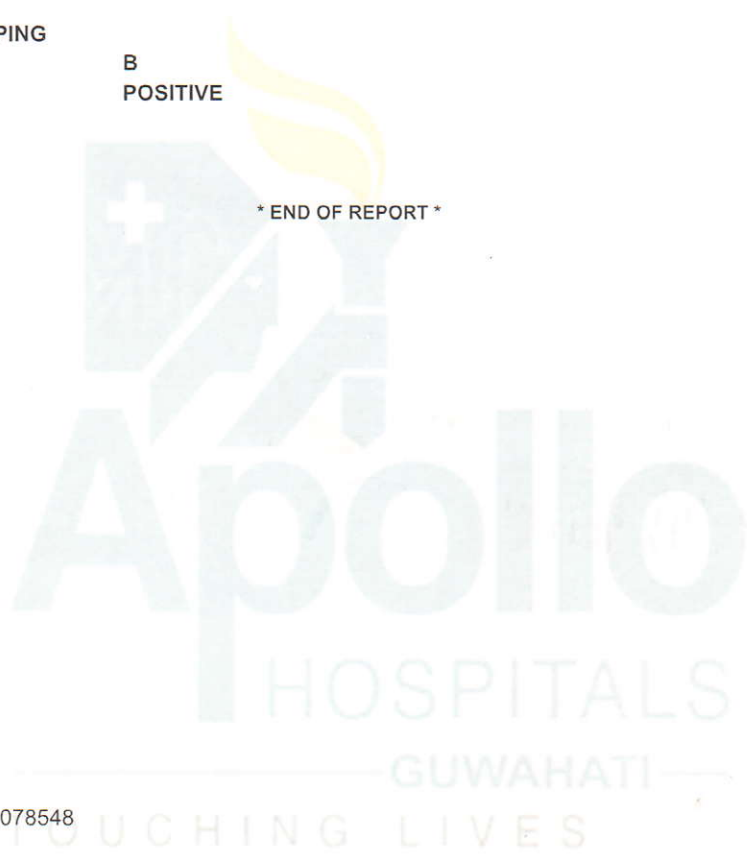 PING
B
POSITIVE
* END OF REPORT *
Apollo
HOSPITALS
GUWAHATI
078548
TOUCHING LIVES